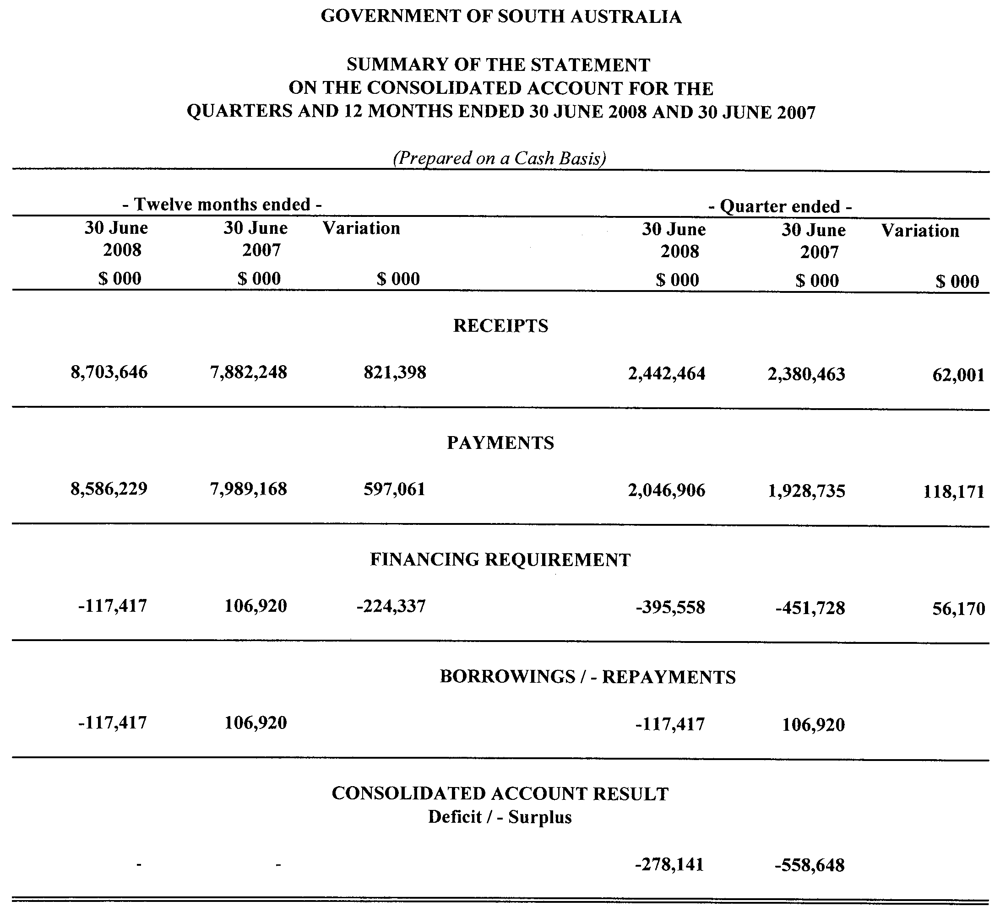 GOVERNMENT OF SOUTH AUSTRALIA
SUMMARY OF THE STATEMENT
ON THE CONSOLIDATED ACCOUNT FOR THE
QUARTERS AND 12 MONTHS ENDED 30 JUNE 2008 AND 30 JUNE 2007
(Prepared on a Cash Basis)
- Twelve months ended - - Quarter ended -
30 June 30 June Variation 30 June 30 June Variation
2008 2007 2008 2007
$ 000 $ 000 $ 000 $ 000 $ 000 $ 000
RECEIPTS
8,703,646 7,882,248 821,398 2,442,464 2,380,463 62,001
PAYMENTS
8,586,229 7,989,168 597,061 2,046,906 1,928,735 118,171
FINANCING REQUIREMENT
-117,417 106,920 -224,337 -395,558 -451,728 56,170
BORROWINGS / - REPAYMENTS
-117,417 106,920 -117,417 106,920
CONSOLIDATED ACCOUNT RESULT
Deficit / - Surplus
- - -278,141 -558,648